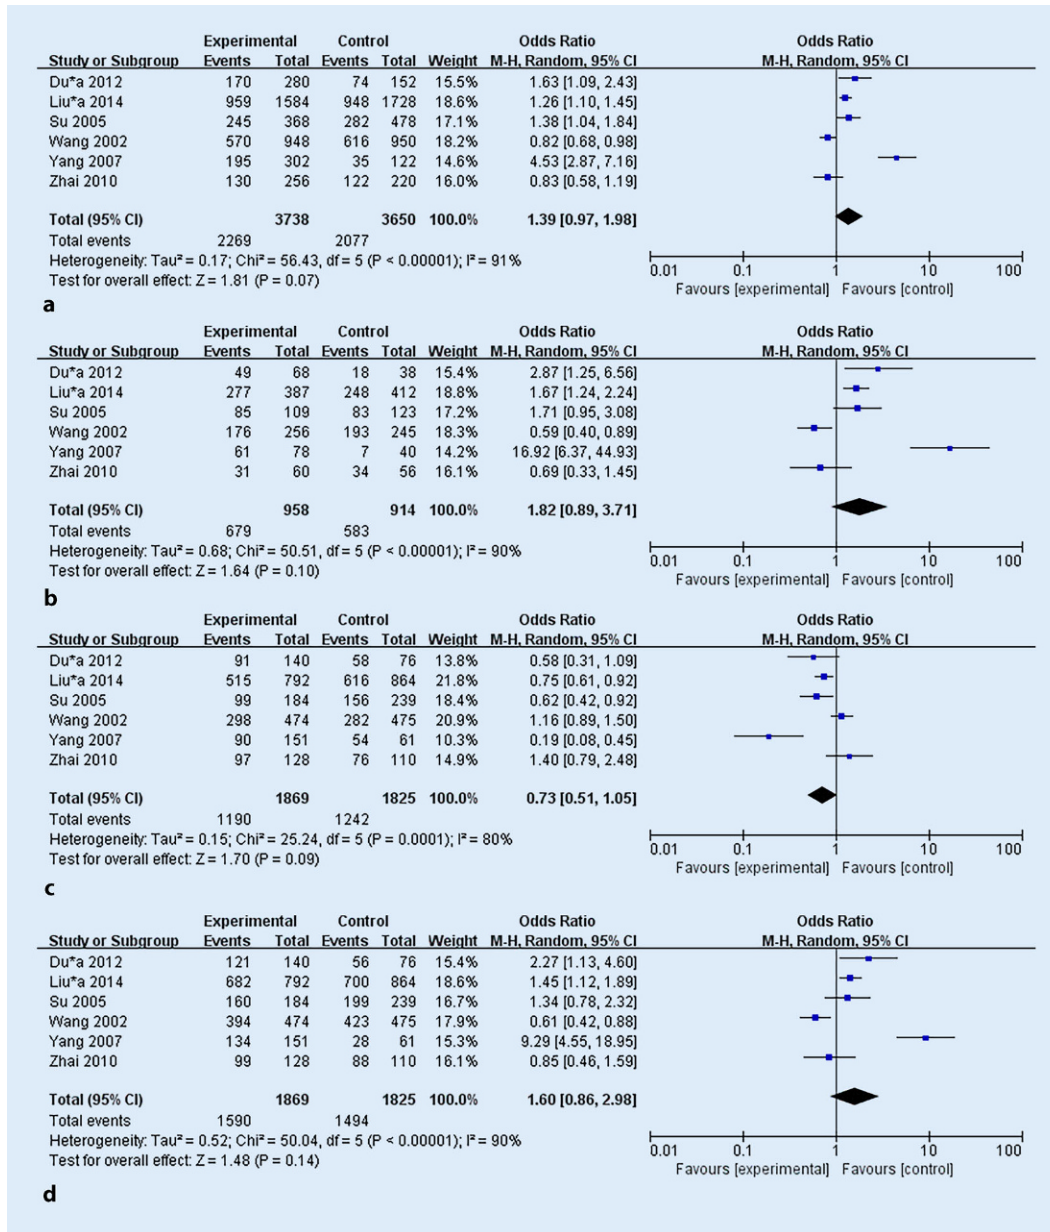 Experimental Control Odds Ratio Odds Ratio
Study or Subgroup Events Total Events Total Weight M-H, Random, 95% CI M-H, Random, 95% CI
Du*a 2012 170 280 74 152 15.5% 1.63 [1.09, 2.43]
Liu*a 2014 959 1584 948 1728 18.6% 1.26 [1.10, 1.45]
Su 2005 245 368 282 478 17.1% 1.38 [1.04, 1.84]
Wang 2002 570 948 616 950 18.2% 0.82 [0.68, 0.98]
Yang 2007 195 302 35 122 14.6% 4.53 [2.87, 7.16]
Zhai 2010 130 256 122 220 16.0% 0.83 [0.58, 1.19]
Total (95% CI) 3738 3650 100.0% 1.39 [0.97, 1.98]
Total events 2269 2077
Heterogeneity: Tau² = 0.17; Chi² = 56.43, df = 5 (P < 0.00001); I² = 91%
Test for overall effect: Z = 1.81 (P = 0.07)
0.01 0.1 1 10 100
Favours [experimental] Favours [control]
a
Experimental Control Odds Ratio Odds Ratio
Study or Subgroup Events Total Events Total Weight M-H, Random, 95% CI M-H, Random, 95% CI
Du*a 2012 49 68 18 38 15.4% 2.87 [1.25, 6.56]
Liu*a 2014 277 387 248 412 18.8% 1.67 [1.24, 2.24]
Su 2005 85 109 83 123 17.2% 1.71 [0.95, 3.08]
Wang 2002 176 256 193 245 18.3% 0.59 [0.40, 0.89]
Yang 2007 61 78 7 40 14.2% 16.92 [6.37, 44.93]
Zhai 2010 31 60 34 56 16.1% 0.69 [0.33, 1.45]
Total (95% CI) 958 914 100.0% 1.82 [0.89, 3.71]
Total events 679 583
Heterogeneity: Tau² = 0.68; Chi² = 50.51, df = 5 (P < 0.00001); I² = 90%
Test for overall effect: Z = 1.64 (P = 0.10)
0.01 0.1 1 10 100
Favours [experimental] Favours [control]
b
Experimental Control Odds Ratio Odds Ratio
Study or Subgroup Events Total Events Total Weight M-H, Random, 95% CI M-H, Random, 95% CI
Du*a 2012 91 140 58 76 13.8% 0.58 [0.31, 1.09]
Liu*a 2014 515 792 616 864 21.8% 0.75 [0.61, 0.92]
Su 2005 99 184 156 239 18.4% 0.62 [0.42, 0.92]
Wang 2002 298 474 282 475 20.9% 1.16 [0.89, 1.50]
Yang 2007 90 151 54 61 10.3% 0.19 [0.08, 0.45]
Zhai 2010 97 128 76 110 14.9% 1.40 [0.79, 2.48]
Total (95% CI) 1869 1825 100.0% 0.73 [0.51, 1.05]
Total events 1190 1242
Heterogeneity: Tau² = 0.15; Chi² = 25.24, df = 5 (P = 0.0001); I² = 80%
Test for overall effect: Z = 1.70 (P = 0.09)
0.01 0.1 1 10 100
Favours [experimental] Favours [control]
c
Experimental Control Odds Ratio Odds Ratio
Study or Subgroup Events Total Events Total Weight M-H, Random, 95% CI M-H, Random, 95% CI
Du*a 2012 121 140 56 76 15.4% 2.27 [1.13, 4.60]
Liu*a 2014 682 792 700 864 18.6% 1.45 [1.12, 1.89]
Su 2005 160 184 199 239 16.7% 1.34 [0.78, 2.32]
Wang 2002 394 474 423 475 17.9% 0.61 [0.42, 0.88]
Yang 2007 134 151 28 61 15.3% 9.29 [4.55, 18.95]
Zhai 2010 99 128 88 110 16.1% 0.85 [0.46, 1.59]
Total (95% CI) 1869 1825 100.0% 1.60 [0.86, 2.98]
Total events 1590 1494
Heterogeneity: Tau² = 0.52; Chi² = 50.04, df = 5 (P < 0.00001); I² = 90%
Test for overall effect: Z = 1.48 (P = 0.14)
0.01 0.1 1 10 100
Favours [experimental] Favours [control]
d